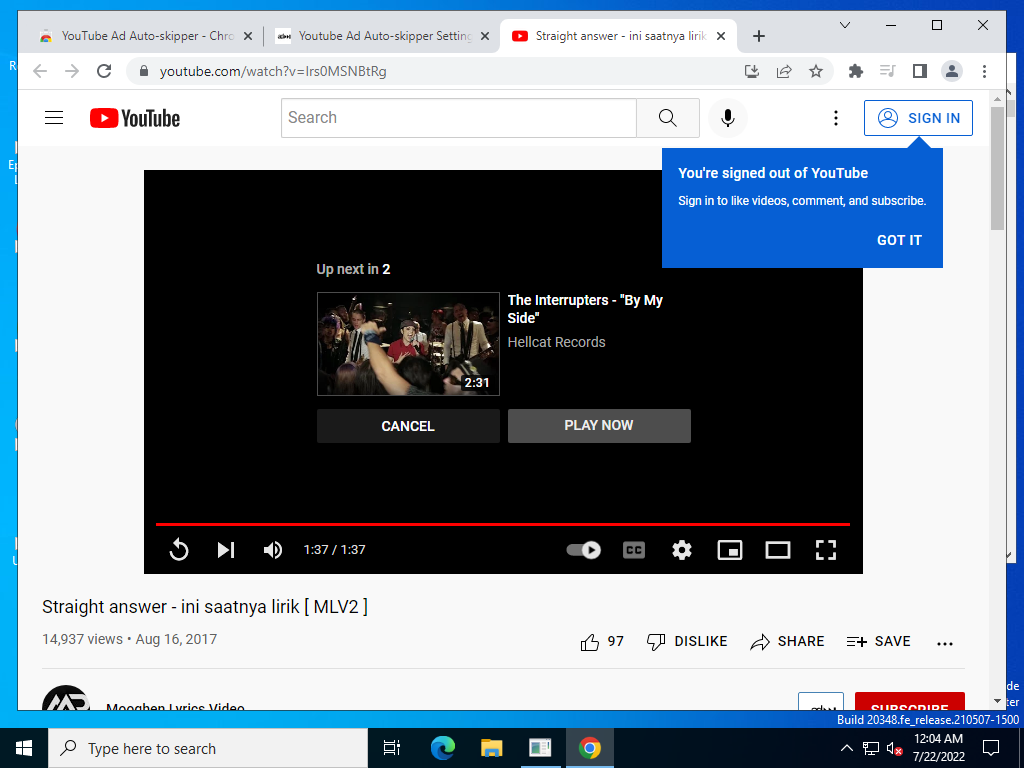 YouTube Ad Auto-skipper - Chro
Youtube Ad Auto-skipper Setting
Straight answer - ini saatnya lirik
youtube.com/watch?v=Irs0MSNBtRg
YouTube
Search
SIGN IN
You're signed out of YouTube
Sign in to like videos, comment, and subscribe.
GOT IT
Up next in 2
The Interrupters - "By My
Side"
Hellcat Records
2:31
CANCEL
PLAY NOW
1:37 / 1:37
CC
Straight answer - ini saatnya lirik [ MLV2 ]
14,937 views • Aug 16, 2017
97
DISLIKE
SHARE
SAVE
Mooghen Lyrics Video
SUBSCRIBE
Build 20348.fe_release.210507-1500
Type here to search
12:04 AM
7/22/2022